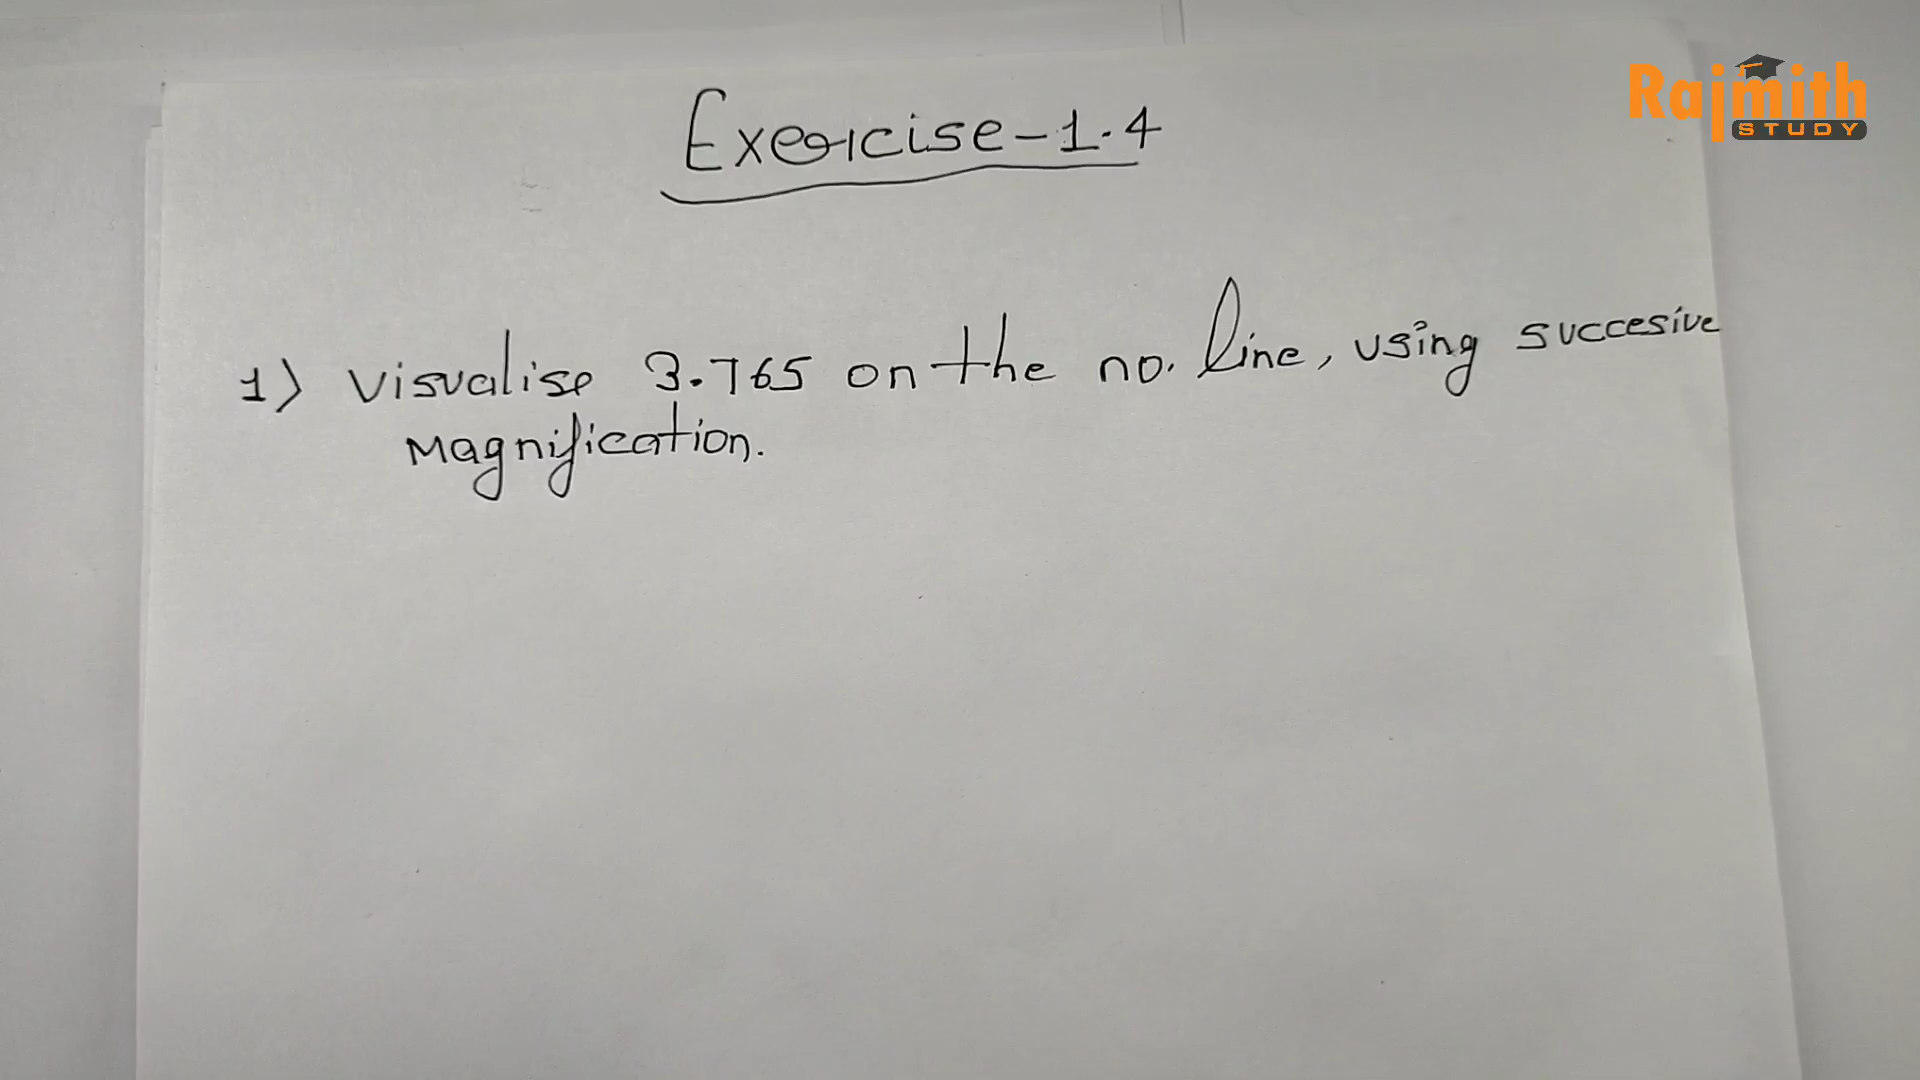 Rajmith
STUDY
Exercise-1.4
1) Visualise 3.765 on the no. line, using succesive
Magnification.